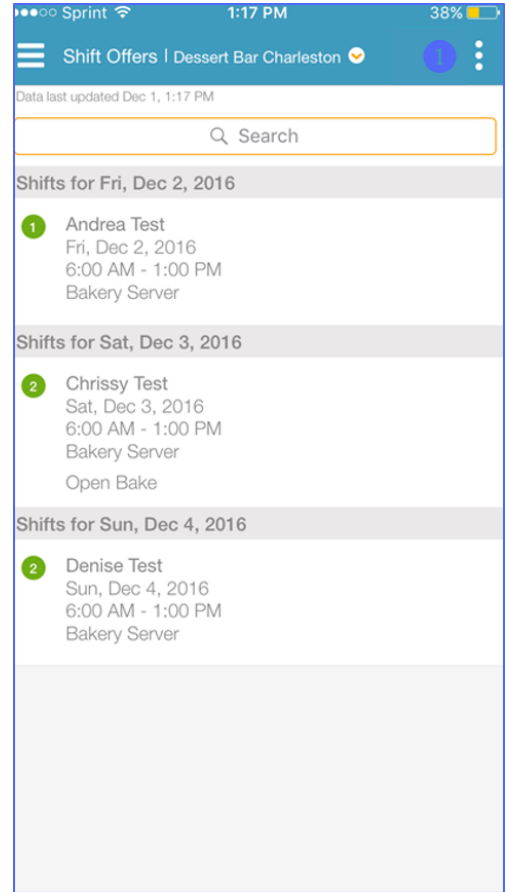 Sprint 1:17 PM 38%
Shift Offers | Dessert Bar Charleston 1
Data last updated Dec 1, 1:17 PM
Search
Shifts for Fri, Dec 2, 2016
1 Andrea Test
Fri, Dec 2, 2016
6:00 AM - 1:00 PM
Bakery Server
Shifts for Sat, Dec 3, 2016
2 Chrissy Test
Sat, Dec 3, 2016
6:00 AM - 1:00 PM
Bakery Server
Open Bake
Shifts for Sun, Dec 4, 2016
2 Denise Test
Sun, Dec 4, 2016
6:00 AM - 1:00 PM
Bakery Server